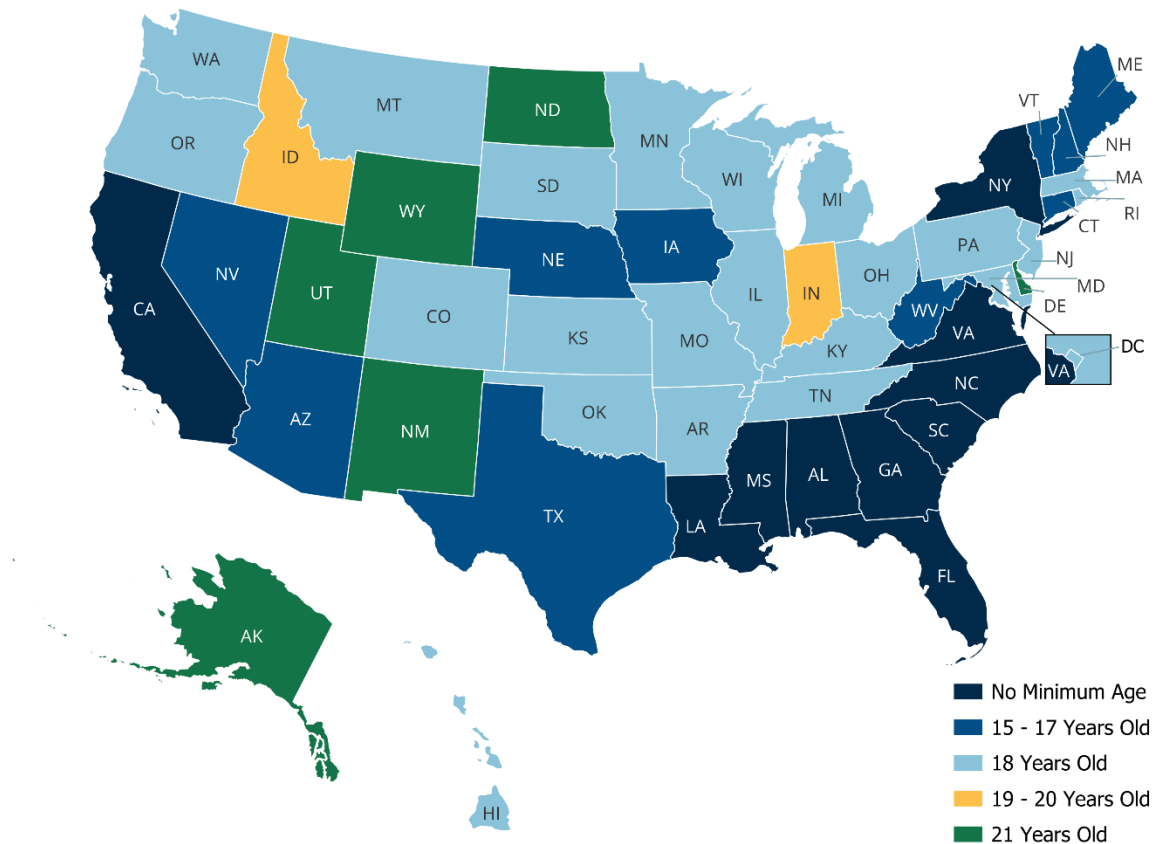 WA
MT
ND
MN
ME
VT
NH
MA
RI
CT
NY
OR
ID
WY
SD
WI
MI
PA
NJ
MD
DE
DC
VA
NV
UT
CO
NE
IA
IL
IN
OH
WV
VA
CA
KS
MO
KY
NC
TN
AZ
NM
OK
AR
SC
TX
LA
MS
AL
GA
FL
AK
HI
No Minimum Age
15 - 17 Years Old
18 Years Old
19 - 20 Years Old
21 Years Old